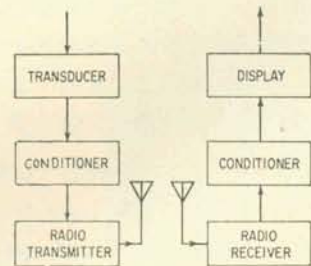 TRANSDUCER
CONDITIONER
RADIO
TRANSMITTER
DISPLAY
CONDITIONER
RADIO
RECEIVER